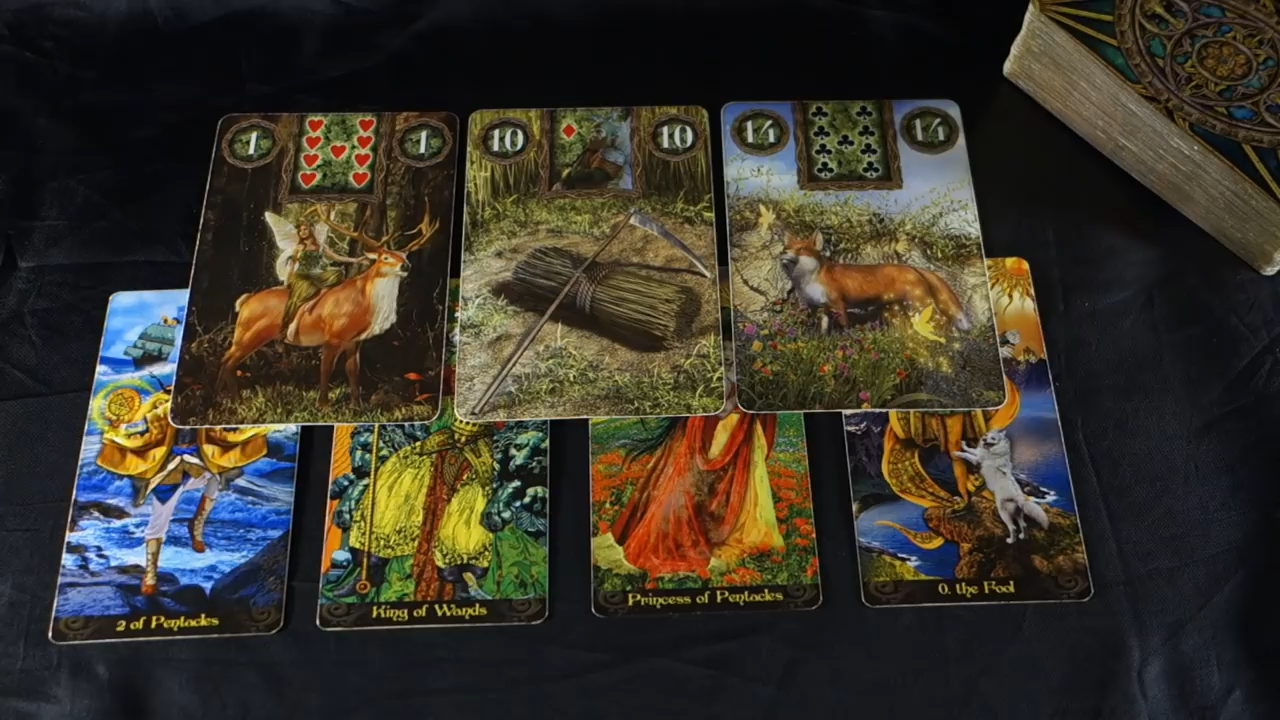 1 1
10 10
14 14
2 of Pentacles
King of Wands
Princess of Pentacles
0. the Fool